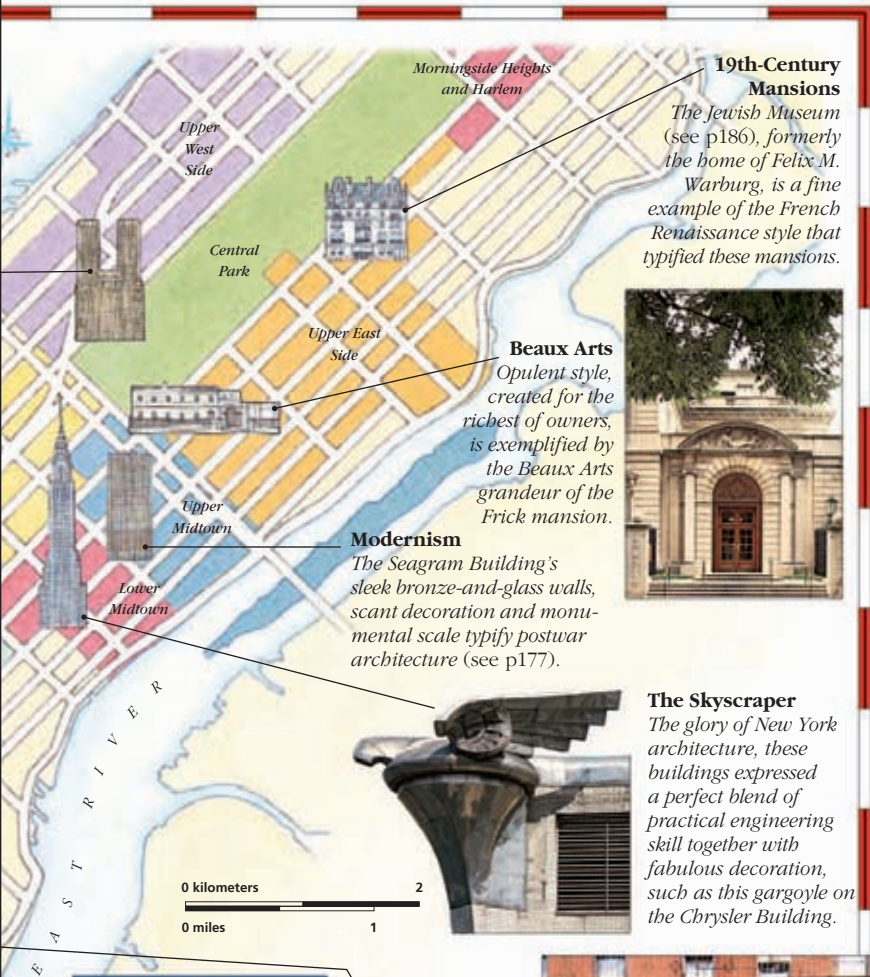 Morningside Heights
and Harlem
Upper
West
Side
Central
Park
Upper East
Side
Upper
Midtown
Lower
Midtown
19th-Century
Mansions
The Jewish Museum
(see p186), formerly
the home of Felix M.
Warburg, is a fine
example of the French
Renaissance style that
typified these mansions.
Beaux Arts
Opulent style,
created for the
richest of owners,
is exemplified by
the Beaux Arts
grandeur of the
Frick mansion.
Modernism
The Seagram Building's
sleek bronze-and-glass walls,
scant decoration and monu-
mental scale typify postwar
architecture (see p177).
The Skyscraper
The glory of New York
architecture, these
buildings expressed
a perfect blend of
practical engineering
skill together with
fabulous decoration,
such as this gargoyle on
the Chrysler Building.
EAST RIVER
0 kilometers 2
0 miles 1